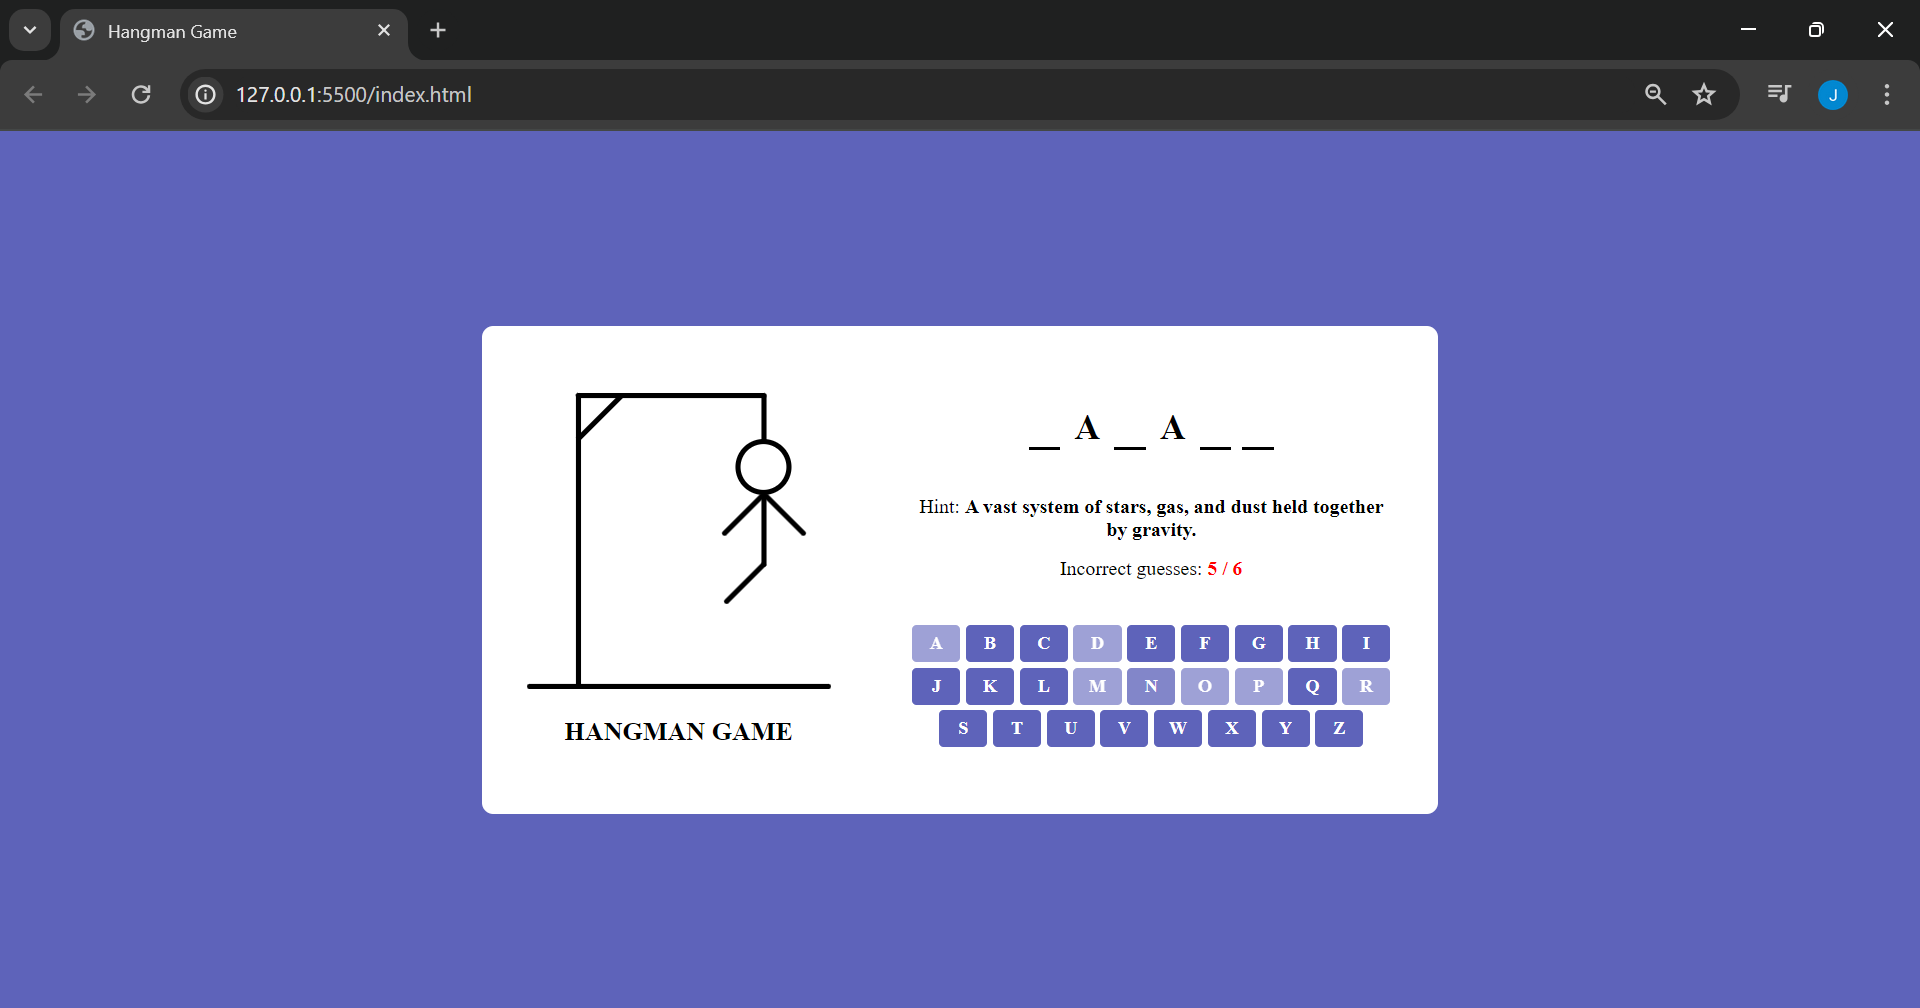 Hangman Game
127.0.0.1:5500/index.html
J
_ A _ A _ _
Hint: A vast system of stars, gas, and dust held together
by gravity.
Incorrect guesses: 5 / 6
A B C D E F G H I
J K L M N O P Q R
S T U V W X Y Z
HANGMAN GAME